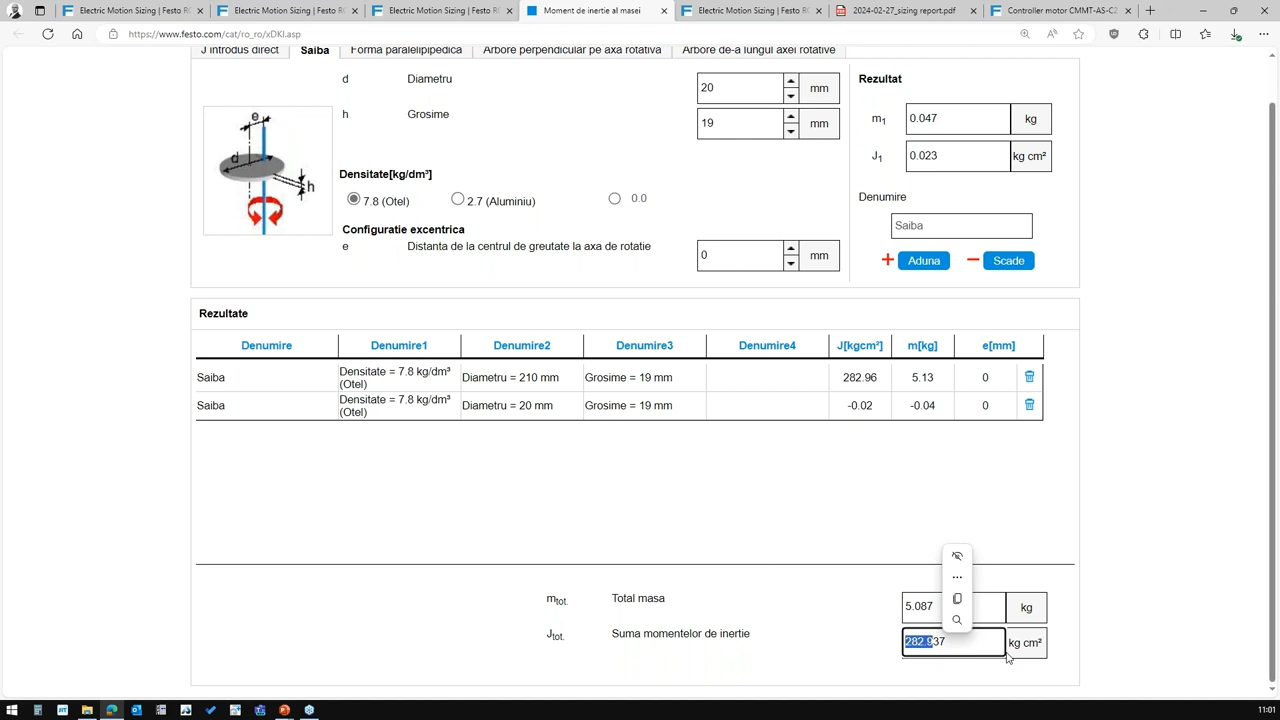 Electric Motion Sizing | Festo RO
Electric Motion Sizing | Festo RO
Electric Motion Sizing | Festo RO
Moment de inertie al masei
Electric Motion Sizing | Festo RO
2024-02-27_sizing report.pdf
Controller motor CMMT-AS-C2
https://www.festo.com/cat/ro_ro/xDKI.asp
J introdus direct
Saiba
Forma paralelipipedica
Arbore perpendicular pe axa rotativa
Arbore de-a lungul axei rotative
d
Diametru
20
mm
h
Grosime
19
mm
e
d
h
Densitate[kg/dm³]
7.8 (Otel)
2.7 (Aluminiu)
0.0
Configuratie excentrica
e
Distanta de la centrul de greutate la axa de rotatie
0
mm
Rezultat
m1
0.047
kg
J1
0.023
kg cm²
Denumire
Saiba
+ Aduna
− Scade
Rezultate
Denumire Denumire1 Denumire2 Denumire3 Denumire4 J[kgcm²] m[kg] e[mm]
Saiba Densitate = 7.8 kg/dm³ (Otel) Diametru = 210 mm Grosime = 19 mm 282.96 5.13 0
Saiba Densitate = 7.8 kg/dm³ (Otel) Diametru = 20 mm Grosime = 19 mm -0.02 -0.04 0
mtot.
Total masa
5.087
kg
Jtot.
Suma momentelor de inertie
282.937
kg cm²
11:01